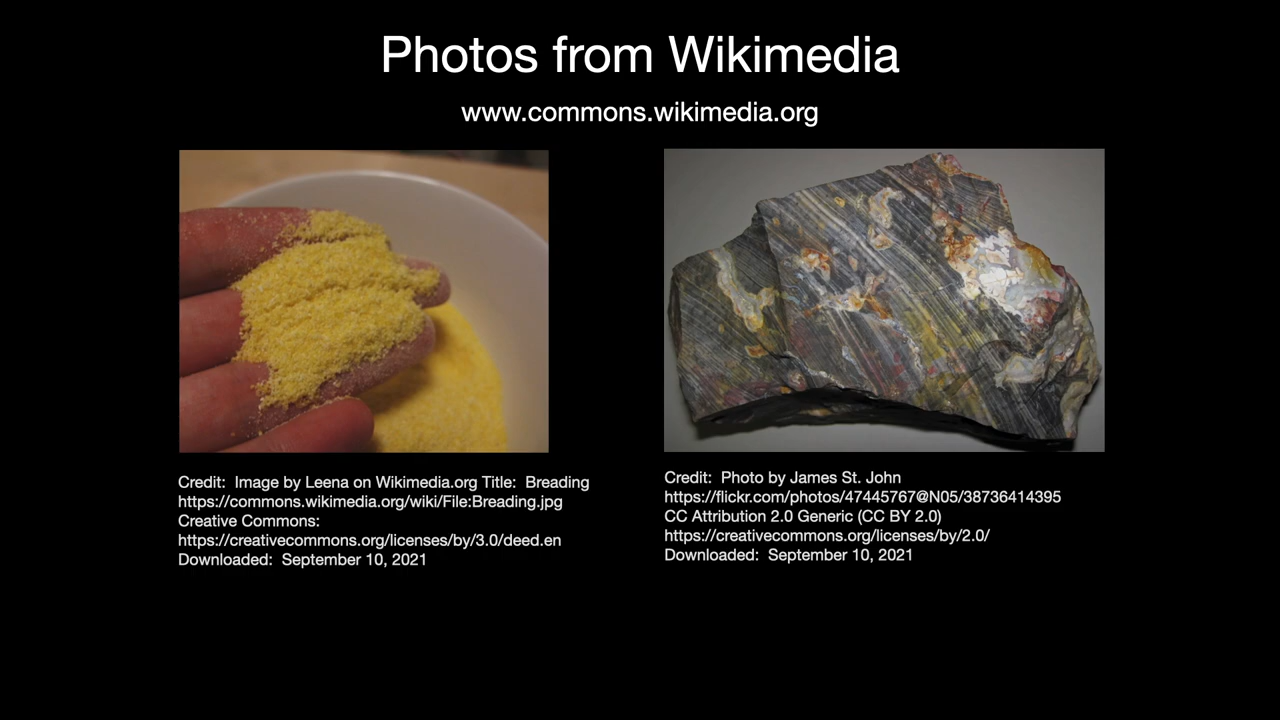 Photos from Wikimedia
www.commons.wikimedia.org
Credit:  Image by Leena on Wikimedia.org Title:  Breading
https://commons.wikimedia.org/wiki/File:Breading.jpg
Creative Commons:
https://creativecommons.org/licenses/by/3.0/deed.en
Downloaded:  September 10, 2021
Credit:  Photo by James St. John
https://flickr.com/photos/47445767@N05/38736414395
CC Attribution 2.0 Generic (CC BY 2.0)
https://creativecommons.org/licenses/by/2.0/
Downloaded:  September 10, 2021